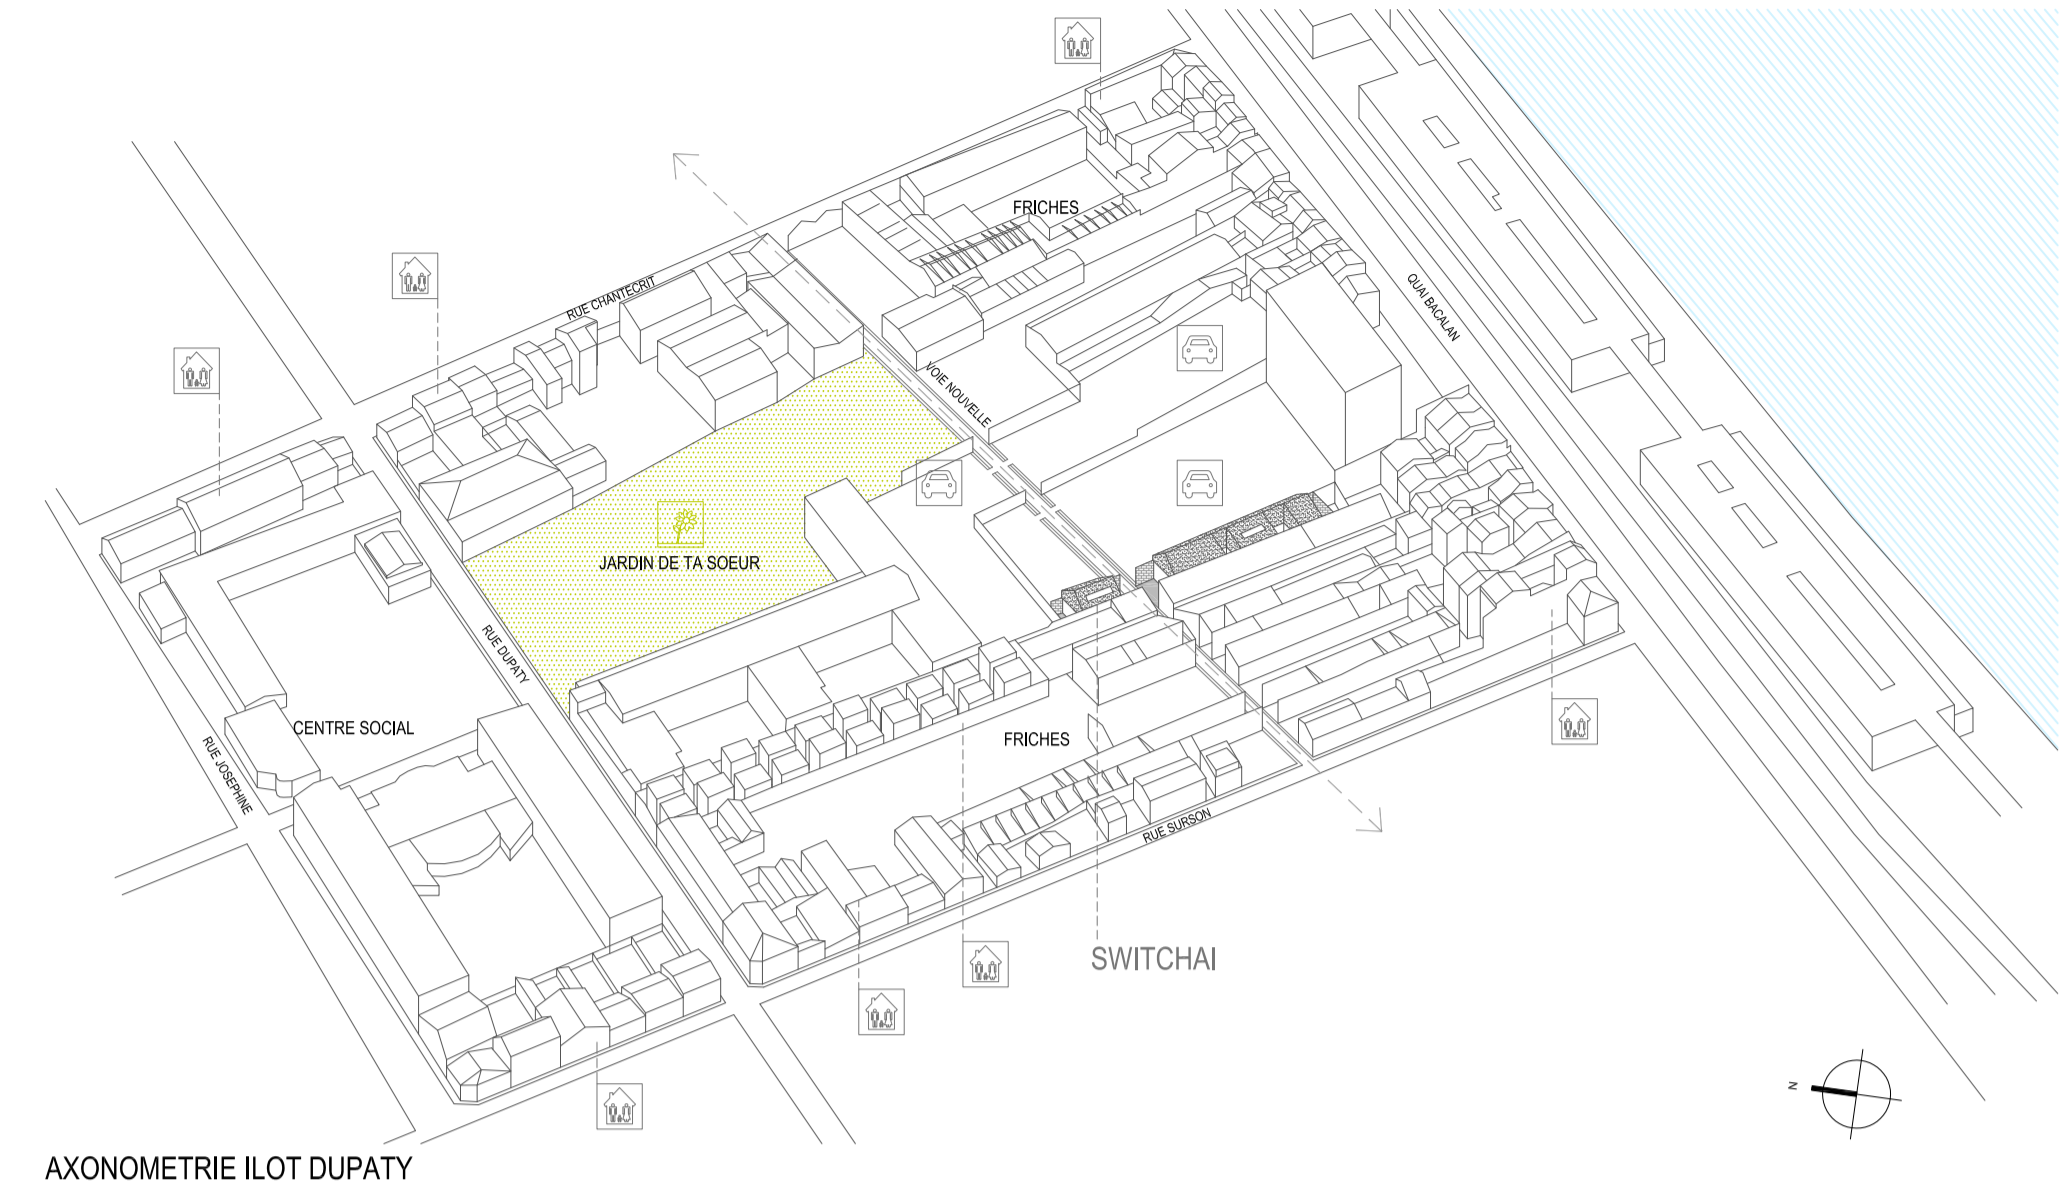 FRICHES
RUE CHANTECRIT
QUAI BACALAN
VOIE NOUVELLE
JARDIN DE TA SOEUR
RUE DUPATY
CENTRE SOCIAL
RUE JOSEPHINE
FRICHES
RUE SURSON
SWITCHAI
N
AXONOMETRIE ILOT DUPATY